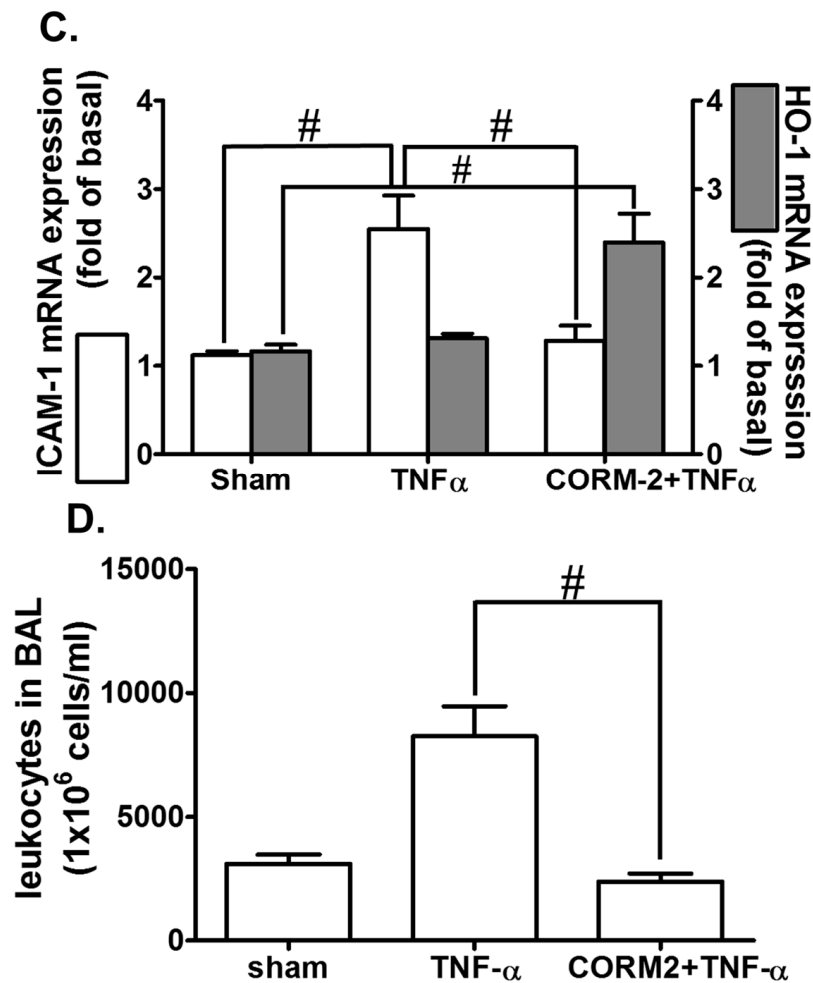 C.
ICAM-1 mRNA expression
(fold of basal)
4
3
2
1
0
#
#
#
4
3
2
1
0
HO-1 mRNA exprsssion
(fold of basal)
Sham
TNFα
CORM-2+TNFα
D.
leukocytes in BAL
(1x10⁶ cells/ml)
15000
10000
5000
0
#
sham
TNF-α
CORM2+TNF-α